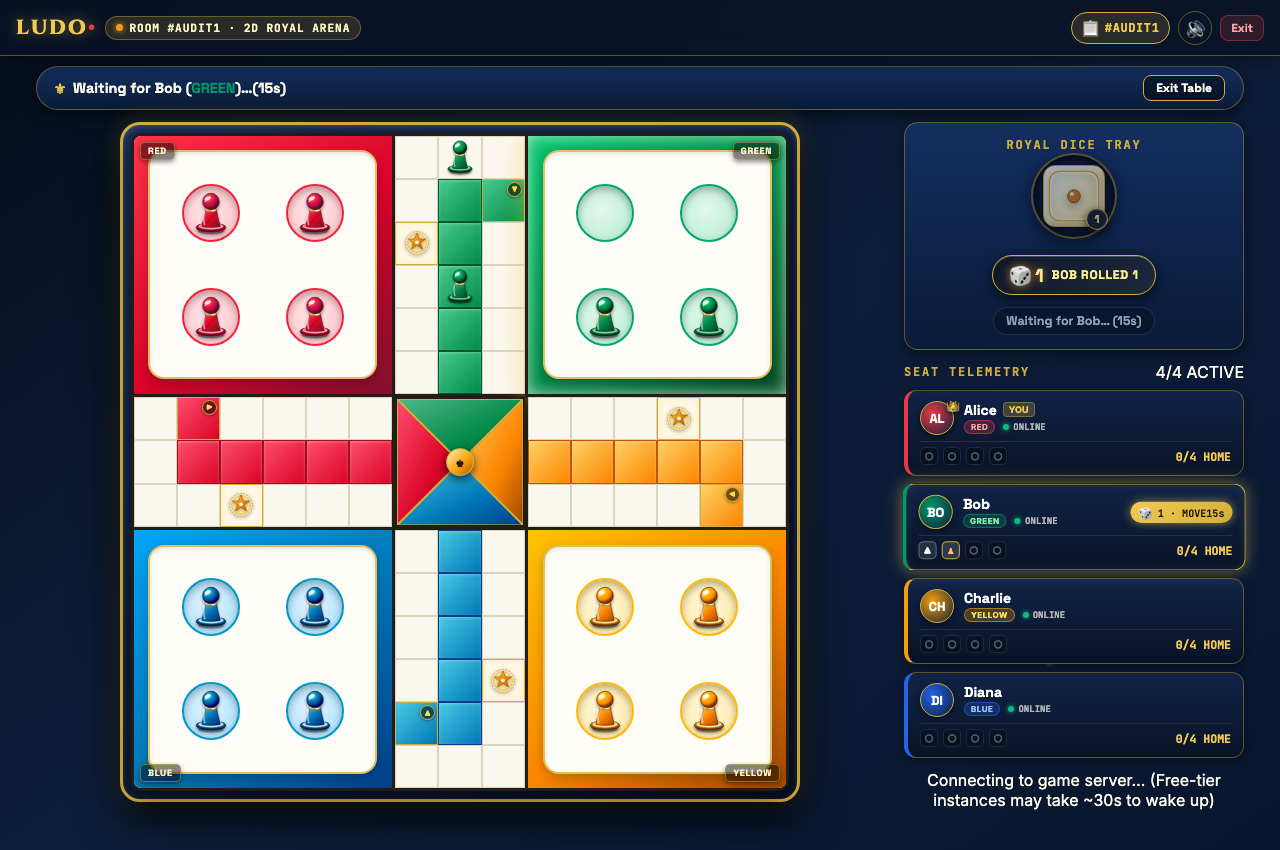 LUDO
ROOM #AUDIT1 · 2D ROYAL ARENA
#AUDIT1
Exit
Waiting for Bob (GREEN)...(15s)
Exit Table
RED
GREEN
BLUE
YELLOW
ROYAL DICE TRAY
1
1 BOB ROLLED 1
Waiting for Bob... (15s)
SEAT TELEMETRY
4/4 ACTIVE
AL
Alice YOU
RED ONLINE
0/4 HOME
BO
Bob
GREEN ONLINE
1 · MOVE15s
0/4 HOME
CH
Charlie
YELLOW ONLINE
0/4 HOME
DI
Diana
BLUE ONLINE
0/4 HOME
Connecting to game server... (Free-tier
instances may take ~30s to wake up)